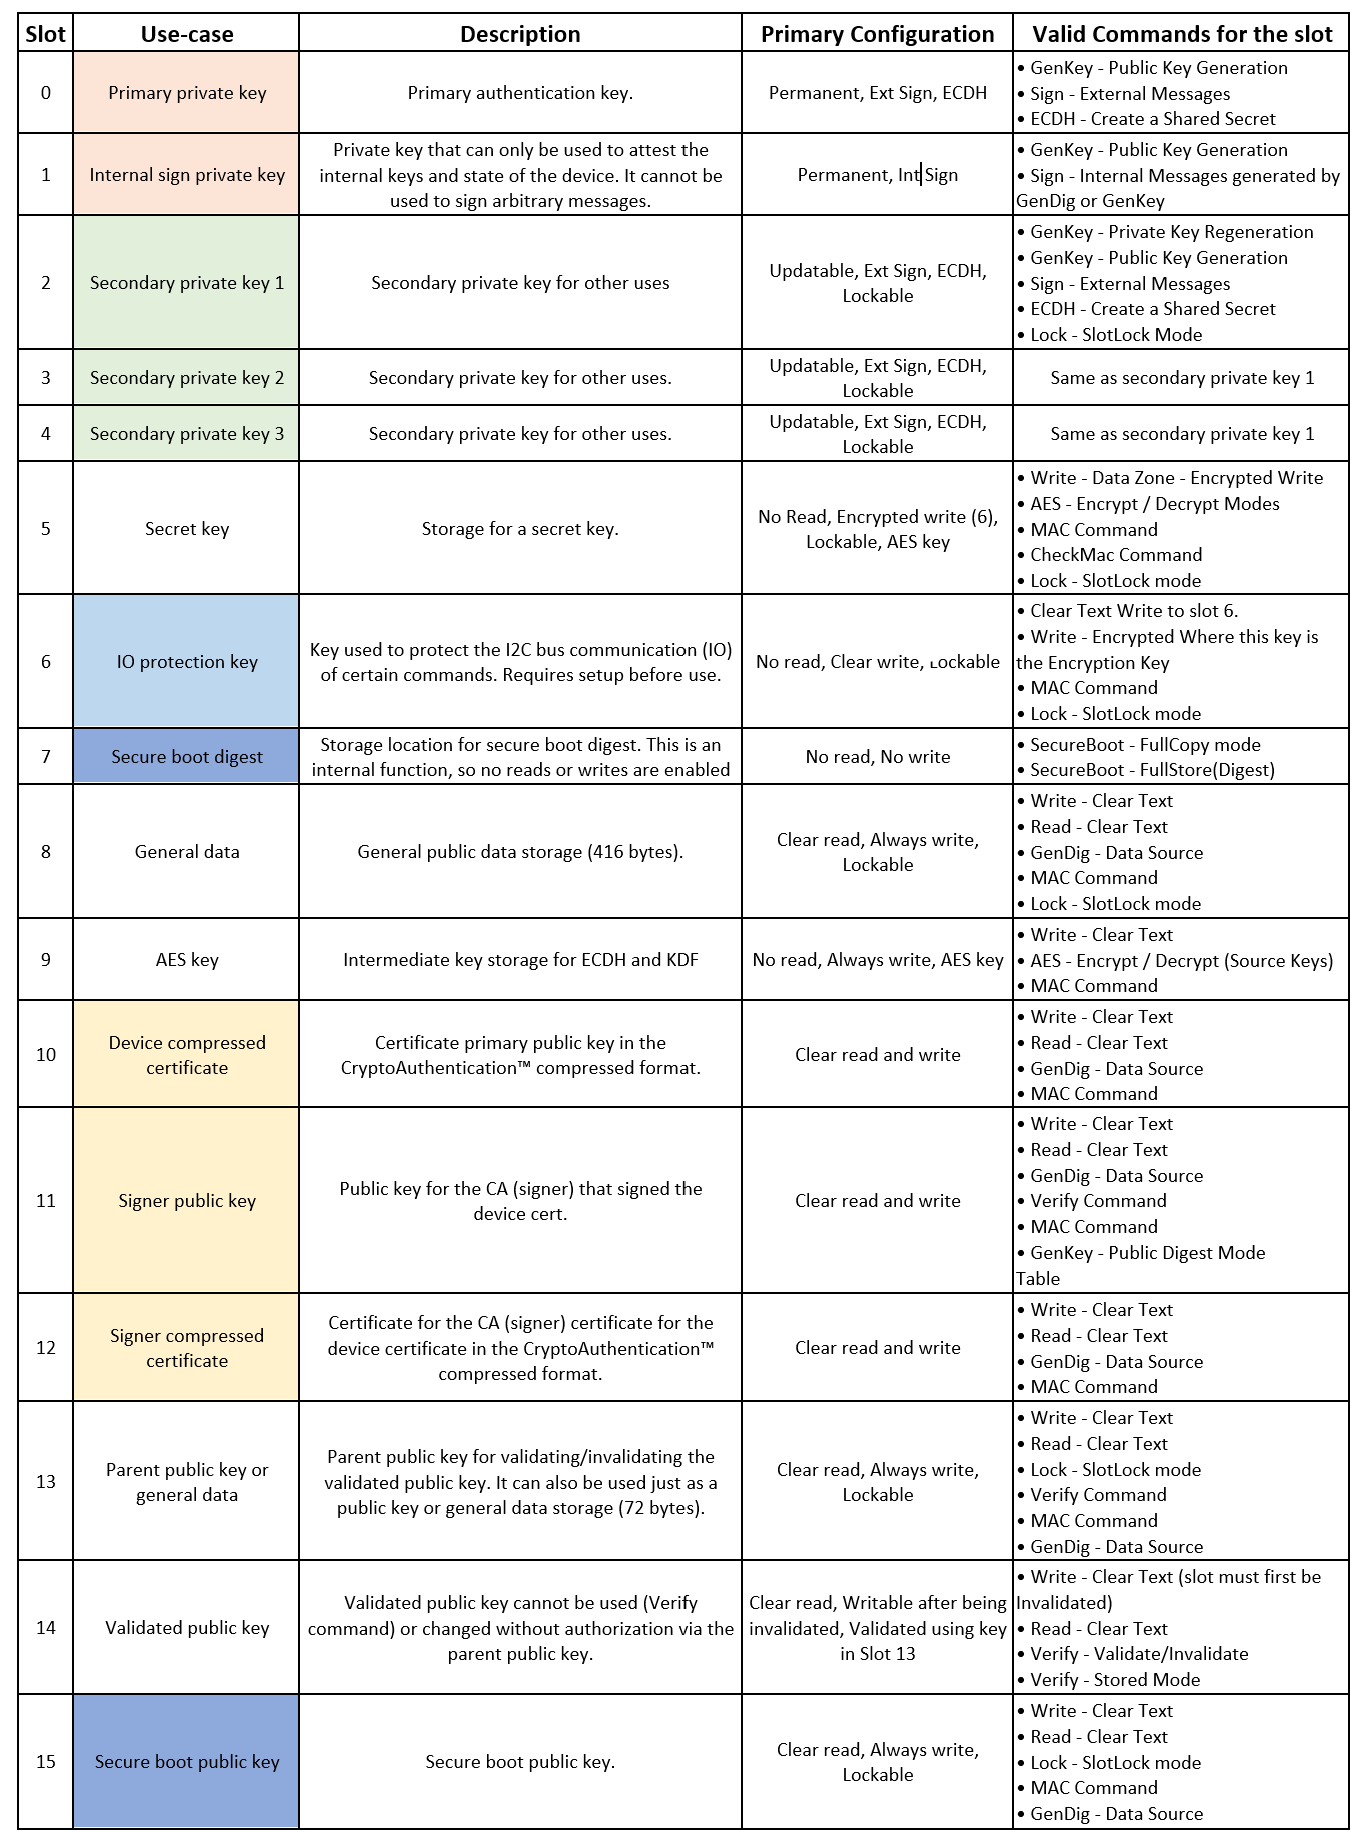 Slot Use-case Description Primary Configuration Valid Commands for the slot
0
Primary private key
Primary authentication key.
Permanent, Ext Sign, ECDH
• GenKey - Public Key Generation
• Sign - External Messages
• ECDH - Create a Shared Secret
1
Internal sign private key
Private key that can only be used to attest the
internal keys and state of the device. It cannot be
used to sign arbitrary messages.
Permanent, Int Sign
• GenKey - Public Key Generation
• Sign - Internal Messages generated by
GenDig or GenKey
2
Secondary private key 1
Secondary private key for other uses
Updatable, Ext Sign, ECDH,
Lockable
• GenKey - Private Key Regeneration
• GenKey - Public Key Generation
• Sign - External Messages
• ECDH - Create a Shared Secret
• Lock - SlotLock Mode
3
Secondary private key 2
Secondary private key for other uses.
Updatable, Ext Sign, ECDH,
Lockable
Same as secondary private key 1
4
Secondary private key 3
Secondary private key for other uses.
Updatable, Ext Sign, ECDH,
Lockable
Same as secondary private key 1
5
Secret key
Storage for a secret key.
No Read, Encrypted write (6),
Lockable, AES key
• Write - Data Zone - Encrypted Write
• AES - Encrypt / Decrypt Modes
• MAC Command
• CheckMac Command
• Lock - SlotLock mode
6
IO protection key
Key used to protect the I2C bus communication (IO)
of certain commands. Requires setup before use.
No read, Clear write, Lockable
• Clear Text Write to slot 6.
• Write - Encrypted Where this key is
the Encryption Key
• MAC Command
• Lock - SlotLock mode
7
Secure boot digest
Storage location for secure boot digest. This is an
internal function, so no reads or writes are enabled
No read, No write
• SecureBoot - FullCopy mode
• SecureBoot - FullStore(Digest)
8
General data
General public data storage (416 bytes).
Clear read, Always write,
Lockable
• Write - Clear Text
• Read - Clear Text
• GenDig - Data Source
• MAC Command
• Lock - SlotLock mode
9
AES key
Intermediate key storage for ECDH and KDF
No read, Always write, AES key
• Write - Clear Text
• AES - Encrypt / Decrypt (Source Keys)
• MAC Command
10
Device compressed
certificate
Certificate primary public key in the
CryptoAuthentication™ compressed format.
Clear read and write
• Write - Clear Text
• Read - Clear Text
• GenDig - Data Source
• MAC Command
11
Signer public key
Public key for the CA (signer) that signed the
device cert.
Clear read and write
• Write - Clear Text
• Read - Clear Text
• GenDig - Data Source
• Verify Command
• MAC Command
• GenKey - Public Digest Mode
Table
12
Signer compressed
certificate
Certificate for the CA (signer) certificate for the
device certificate in the CryptoAuthentication™
compressed format.
Clear read and write
• Write - Clear Text
• Read - Clear Text
• GenDig - Data Source
• MAC Command
13
Parent public key or
general data
Parent public key for validating/invalidating the
validated public key. It can also be used just as a
public key or general data storage (72 bytes).
Clear read, Always write,
Lockable
• Write - Clear Text
• Read - Clear Text
• Lock - SlotLock mode
• Verify Command
• MAC Command
• GenDig - Data Source
14
Validated public key
Validated public key cannot be used (Verify
command) or changed without authorization via the
parent public key.
Clear read, Writable after being
invalidated, Validated using key
in Slot 13
• Write - Clear Text (slot must first be
Invalidated)
• Read - Clear Text
• Verify - Validate/Invalidate
• Verify - Stored Mode
15
Secure boot public key
Secure boot public key.
Clear read, Always write,
Lockable
• Write - Clear Text
• Read - Clear Text
• Lock - SlotLock mode
• MAC Command
• GenDig - Data Source